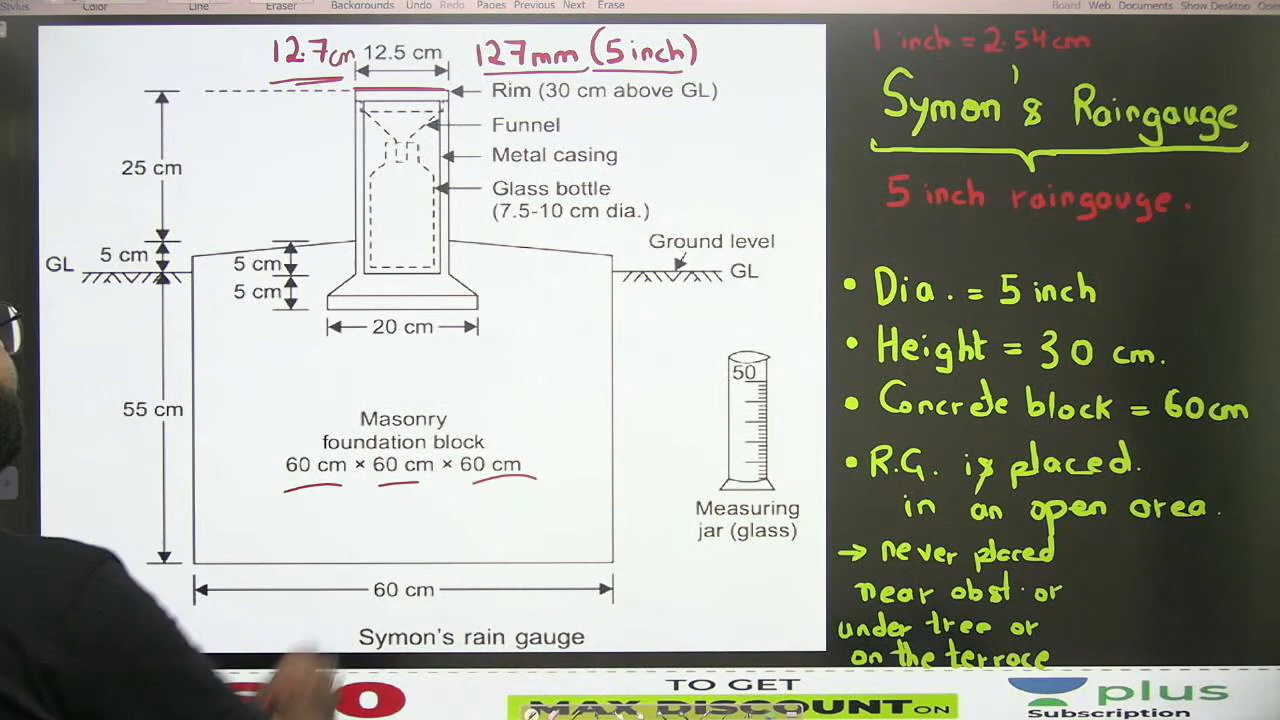 Stylus
Eraser
Line
Backgrounds
Undo
Redo
Pages
Previous
Next
Erase
Board
Web
Documents
Show Desktop
12.7cm 12.5 cm 127mm (5 inch)
Rim (30 cm above GL)
Funnel
Metal casing
Glass bottle
(7.5-10 cm dia.)
25 cm
5 cm
GL
5 cm
5 cm
20 cm
Ground level
GL
55 cm
Masonry
foundation block
60 cm × 60 cm × 60 cm
50
Measuring
jar (glass)
60 cm
Symon's rain gauge
1 inch = 2.54cm
Symon's Raingauge
5 inch raingauge.
• Dia. = 5 inch
• Height = 30 cm.
• Concrete block = 60cm
• R.G. is placed.
in an open area.
→ never placed
near obst. or
under tree or
on the terrace
TO GET
MAX DISCOUNT ON
plus
Subscription